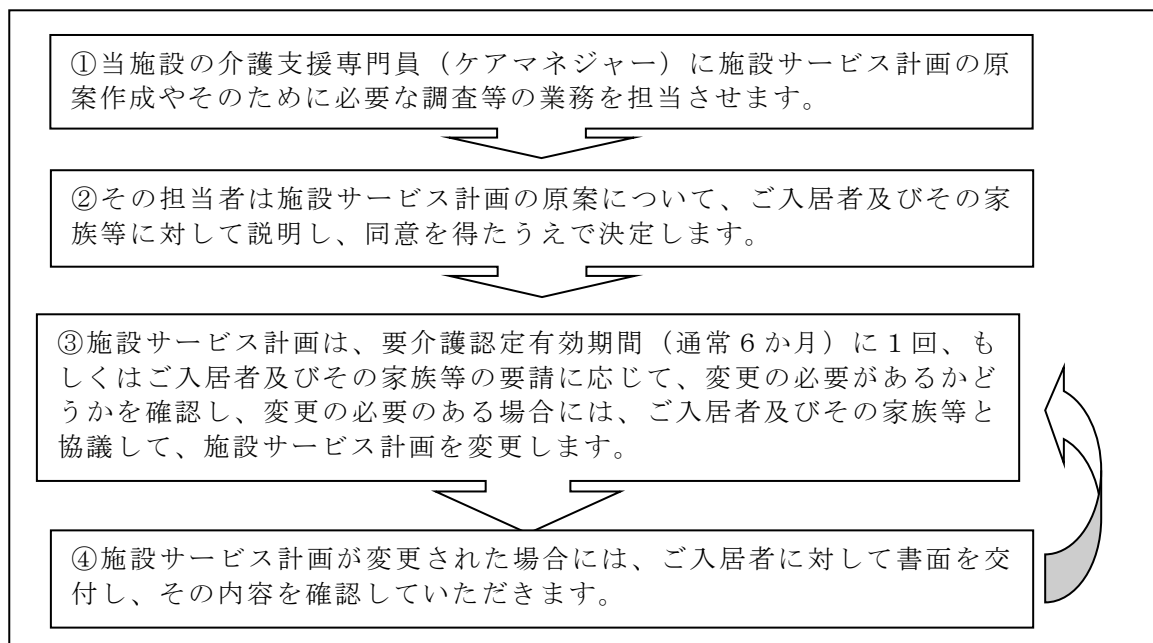 ①当施設の介護支援専門員（ケアマネジャー）に施設サービス計画の原
案作成やそのために必要な調査等の業務を担当させます。
②その担当者は施設サービス計画の原案について、ご入居者及びその家
族等に対して説明し、同意を得たうえで決定します。
③施設サービス計画は、要介護認定有効期間（通常６か月）に１回、も
しくはご入居者及びその家族等の要請に応じて、変更の必要があるかど
うかを確認し、変更の必要のある場合には、ご入居者及びその家族等と
協議して、施設サービス計画を変更します。
④施設サービス計画が変更された場合には、ご入居者に対して書面を交
付し、その内容を確認していただきます。